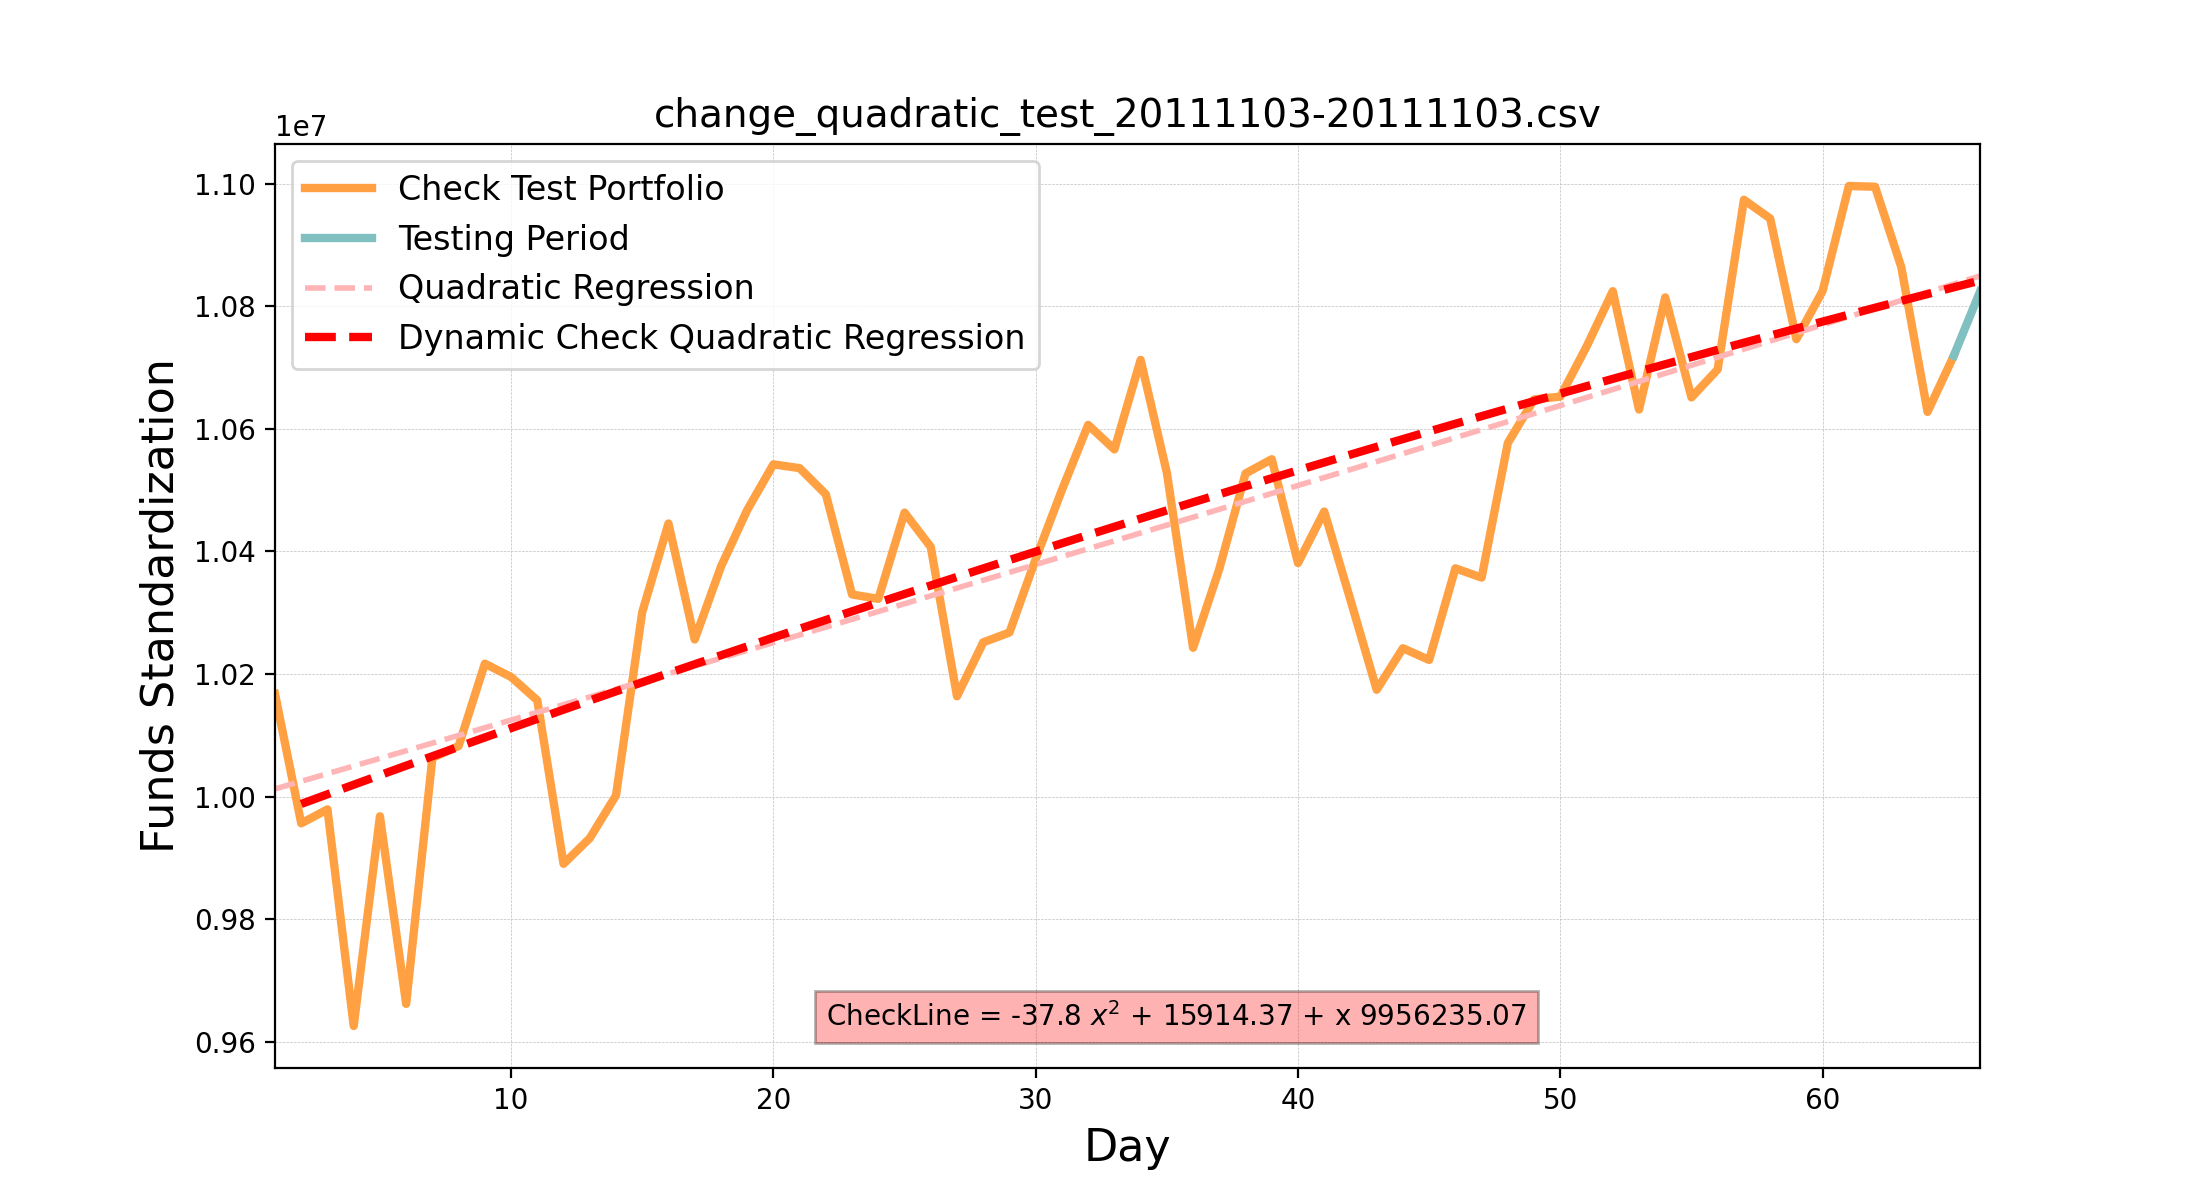 change_quadratic_test_20111103-20111103.csv
1e7
Check Test Portfolio
Testing Period
Quadratic Regression
Dynamic Check Quadratic Regression
Funds Standardization
1.10
1.08
1.06
1.04
1.02
1.00
0.98
0.96
CheckLine = -37.8 x² + 15914.37 + x 9956235.07
10 20 30 40 50 60
Day